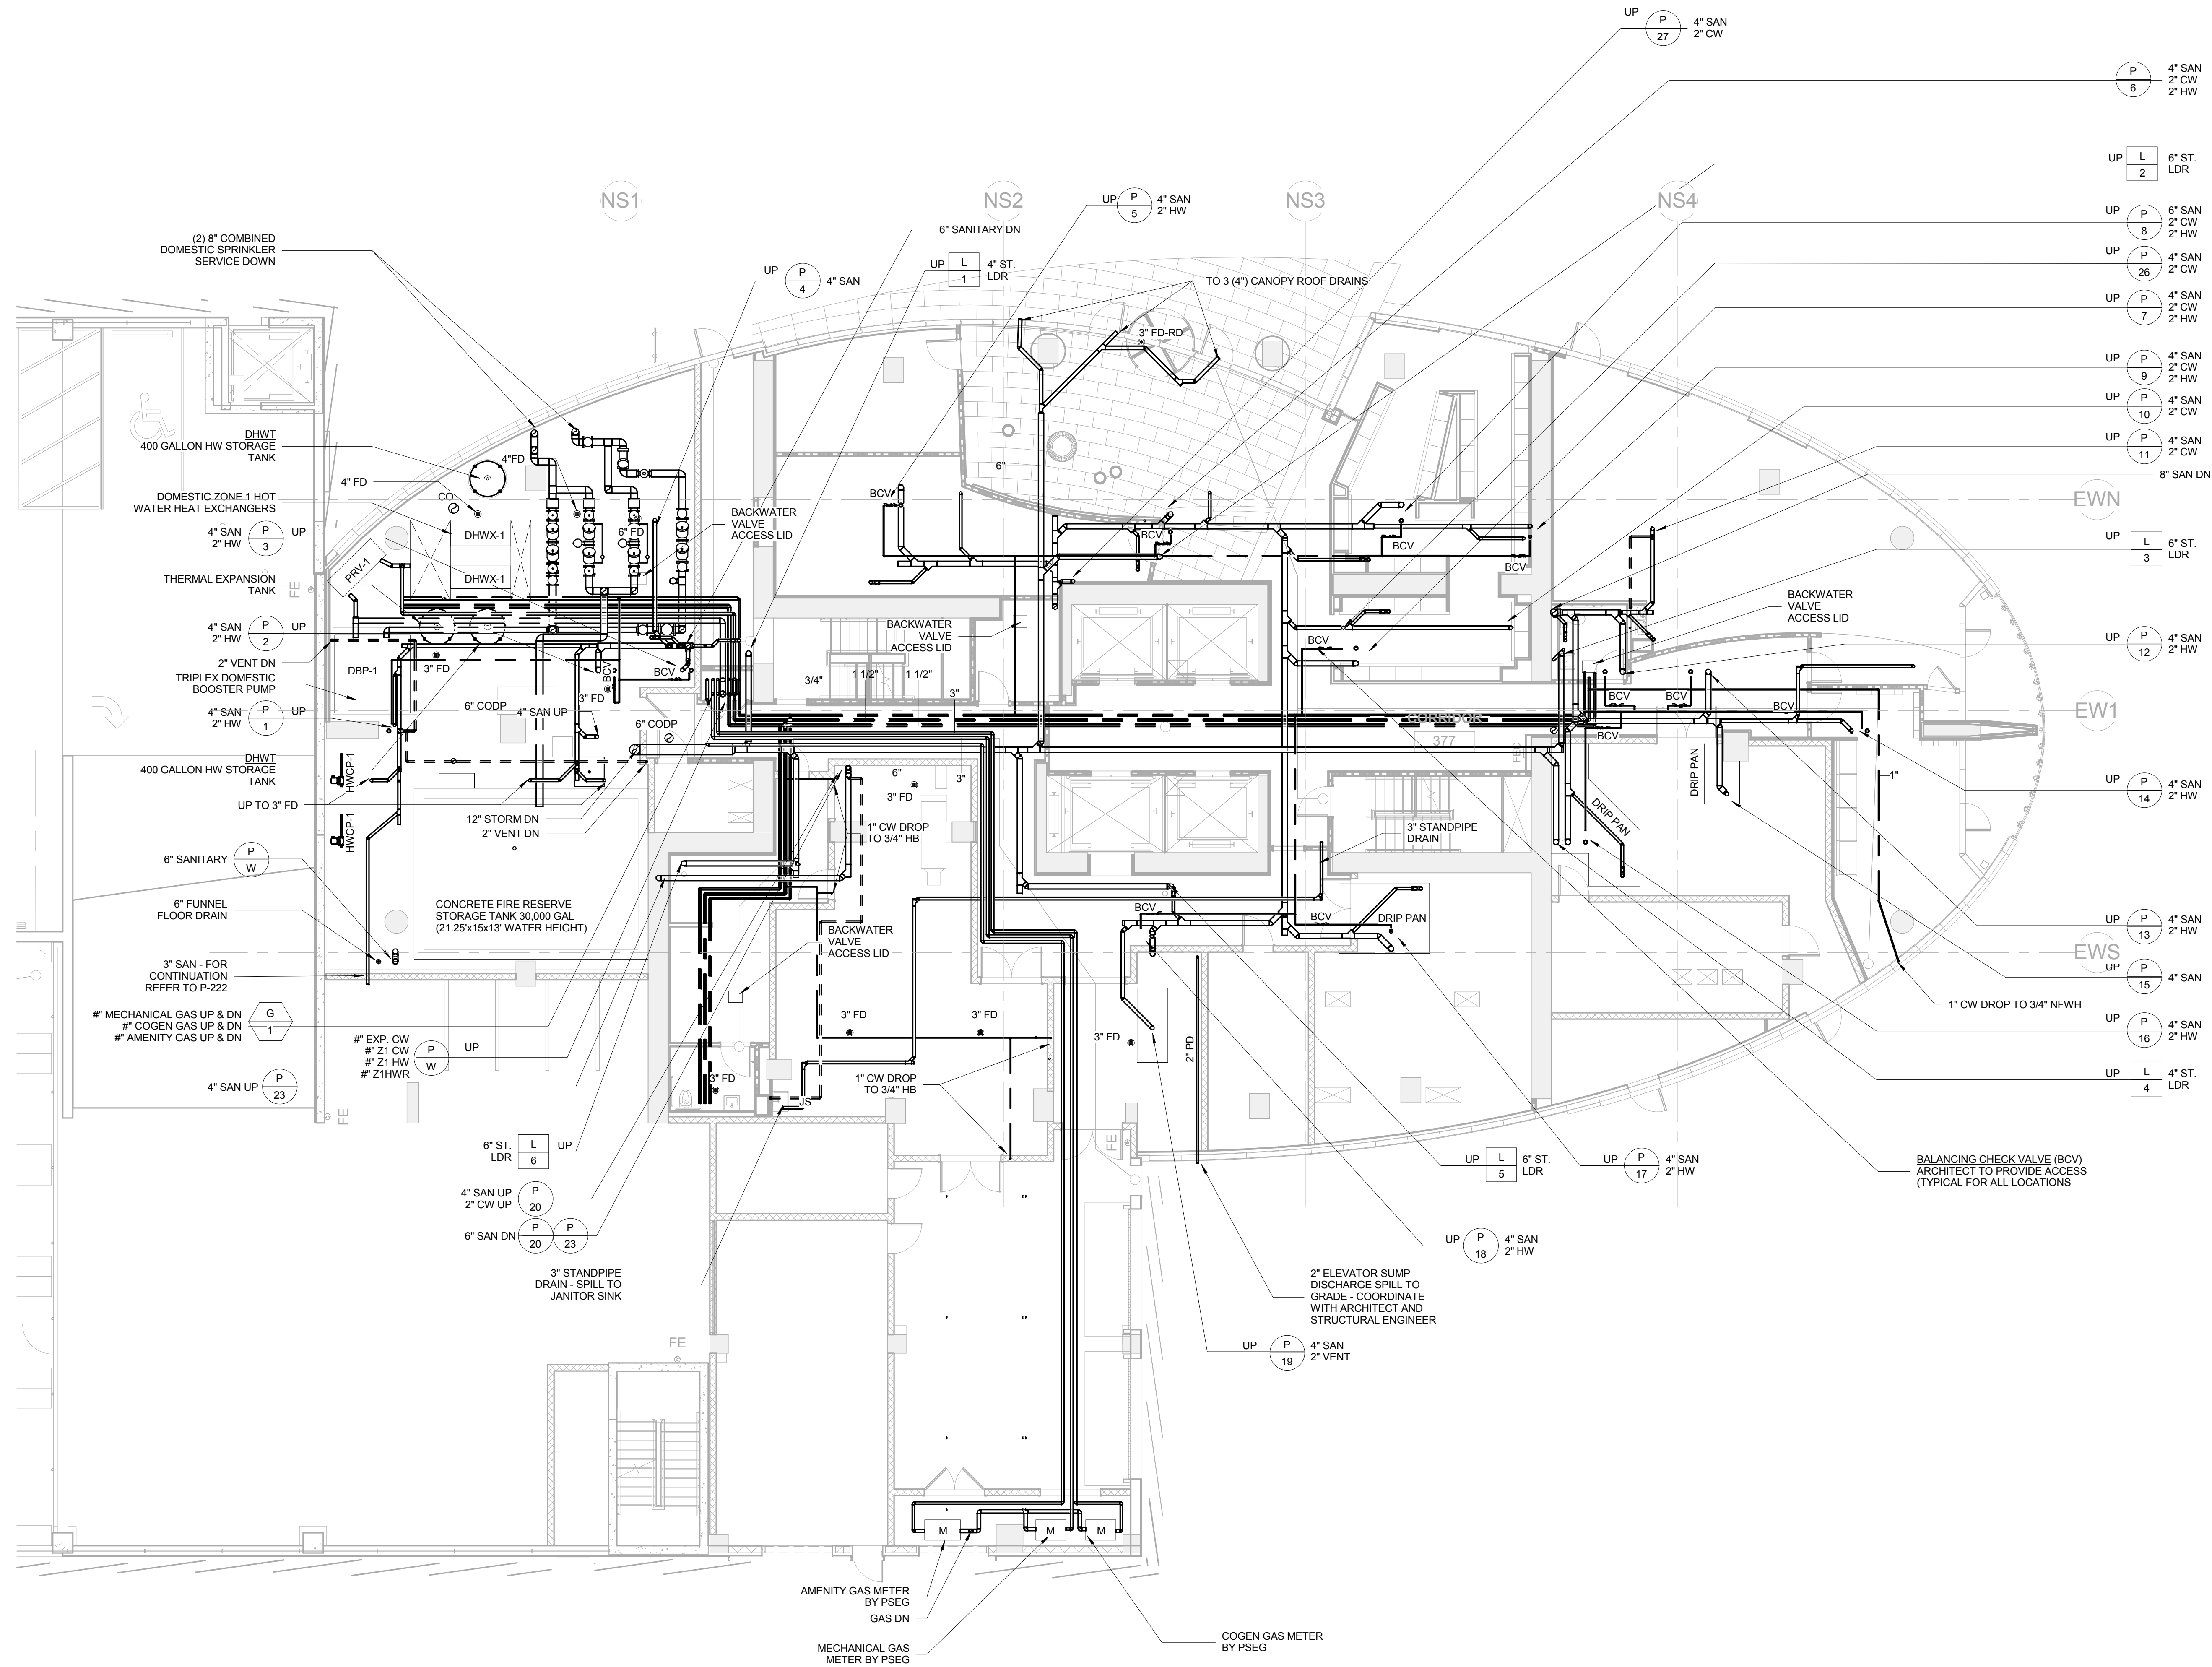 UP
P
27
4" SAN
2" CW
P
6
4" SAN
2" CW
2" HW
UP
L
2
6" ST.
LDR
UP
P
8
6" SAN
2" CW
2" HW
UP
P
26
4" SAN
2" CW
UP
P
7
4" SAN
2" CW
2" HW
UP
P
9
4" SAN
2" CW
2" HW
UP
P
10
4" SAN
2" CW
UP
P
11
4" SAN
2" CW
8" SAN DN
EWN
UP
L
3
6" ST.
LDR
BACKWATER
VALVE
ACCESS LID
UP
P
12
4" SAN
2" HW
EW1
UP
P
14
4" SAN
2" HW
UP
P
13
4" SAN
2" HW
EWS
UP
P
15
4" SAN
1" CW DROP TO 3/4" NFWH
UP
P
16
4" SAN
2" HW
UP
L
4
4" ST.
LDR
BALANCING CHECK VALVE (BCV)
ARCHITECT TO PROVIDE ACCESS
(TYPICAL FOR ALL LOCATIONS
NS1
NS2
NS3
NS4
UP
P
5
4" SAN
2" HW
6" SANITARY DN
UP
L
1
4" ST.
LDR
UP
P
4
4" SAN
TO 3 (4") CANOPY ROOF DRAINS
3" FD-RD
6"
(2) 8" COMBINED
DOMESTIC SPRINKLER
SERVICE DOWN
DHWT
400 GALLON HW STORAGE
TANK
4"FD
4" FD
CO
DOMESTIC ZONE 1 HOT
WATER HEAT EXCHANGERS
DHWX-1
DHWX-1
6" FD
BACKWATER
VALVE
ACCESS LID
4" SAN
2" HW
P
3
UP
PRV-1
FE
THERMAL EXPANSION
TANK
4" SAN
2" HW
P
2
UP
2" VENT DN
TRIPLEX DOMESTIC
BOOSTER PUMP
DBP-1
3" FD
BCV
BCV
3" FD
4" SAN
2" HW
P
1
UP
6" CODP
4" SAN UP
6" CODP
DHWT
400 GALLON HW STORAGE
TANK
HWCP-1
HWCP-1
UP TO 3" FD
12" STORM DN
2" VENT DN
6" SANITARY
P
W
6" FUNNEL
FLOOR DRAIN
CONCRETE FIRE RESERVE
STORAGE TANK 30,000 GAL
(21.25'x15x13' WATER HEIGHT)
3" SAN - FOR
CONTINUATION
REFER TO P-222
#" MECHANICAL GAS UP & DN
#" COGEN GAS UP & DN
#" AMENITY GAS UP & DN
G
1
#" EXP. CW
#" Z1 CW
#" Z1 HW
#" Z1HWR
P
W
UP
4" SAN UP
P
23
FE
6" ST.
LDR
L
6
UP
4" SAN UP
2" CW UP
P
20
6" SAN DN
P
20
P
23
3" STANDPIPE
DRAIN - SPILL TO
JANITOR SINK
FE
BCV
BCV
BCV
BCV
BACKWATER
VALVE
ACCESS LID
3/4"
1 1/2"
1 1/2"
3"
BCV
CORRIDOR
377
FEC
6"
3"
3" FD
1" CW DROP
TO 3/4" HB
3" STANDPIPE
DRAIN
BACKWATER
VALVE
ACCESS LID
BCV
BCV
DRIP PAN
3" FD
3" FD
3" FD
3" FD
JS
1" CW DROP
TO 3/4" HB
2" PD
FE
BCV
BCV
BCV
BCV
DRIP PAN
DRIP PAN
1"
UP
L
5
6" ST.
LDR
UP
P
17
4" SAN
2" HW
UP
P
18
4" SAN
2" HW
2" ELEVATOR SUMP
DISCHARGE SPILL TO
GRADE - COORDINATE
WITH ARCHITECT AND
STRUCTURAL ENGINEER
UP
P
19
4" SAN
2" VENT
M
M
M
AMENITY GAS METER
BY PSEG
GAS DN
MECHANICAL GAS
METER BY PSEG
COGEN GAS METER
BY PSEG